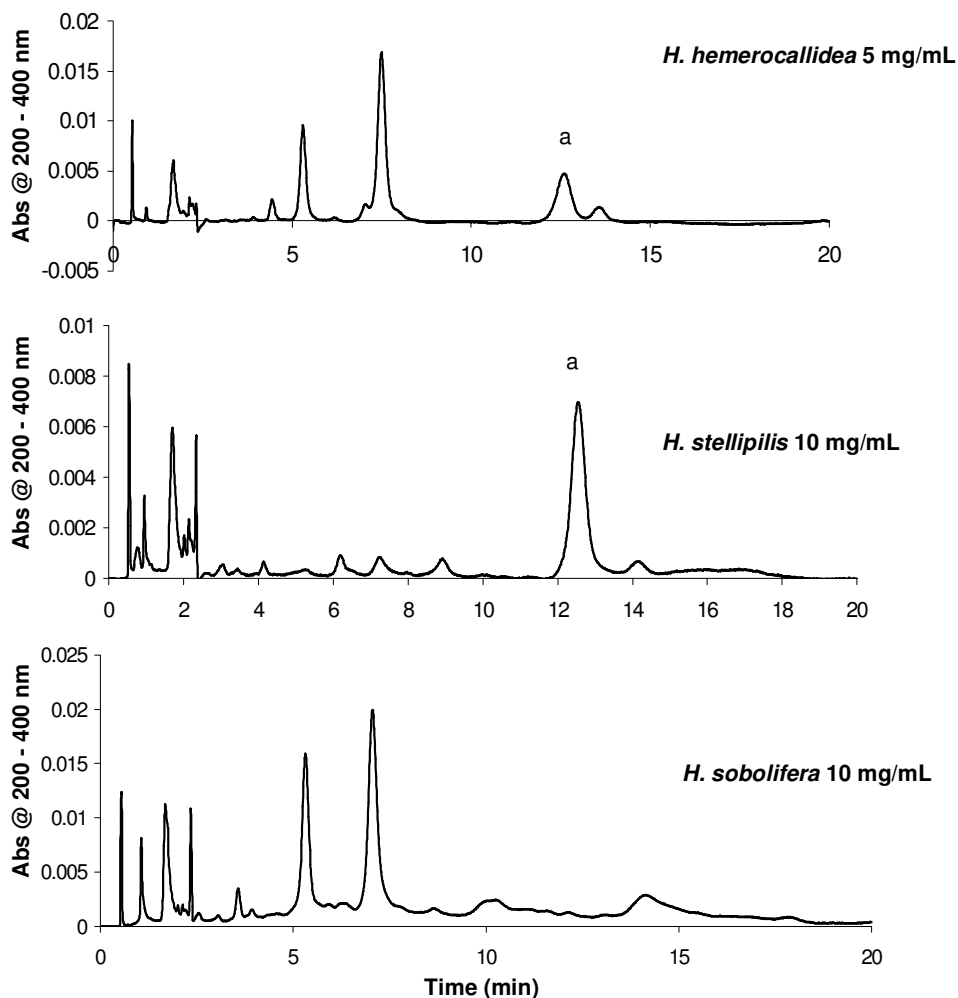 0.02
H. hemerocallidea 5 mg/mL
0.015
0.01
a
0.005
0
-0.005
0 5 10 15 20
Abs @ 200 - 400 nm
0.01
a
0.008
0.006
H. stellipilis 10 mg/mL
0.004
0.002
0
0 2 4 6 8 10 12 14 16 18 20
Abs @ 200 - 400 nm
0.025
0.02
H. sobolifera 10 mg/mL
0.015
0.01
0.005
0
0 5 10 15 20
Abs @ 200 - 400 nm
Time (min)